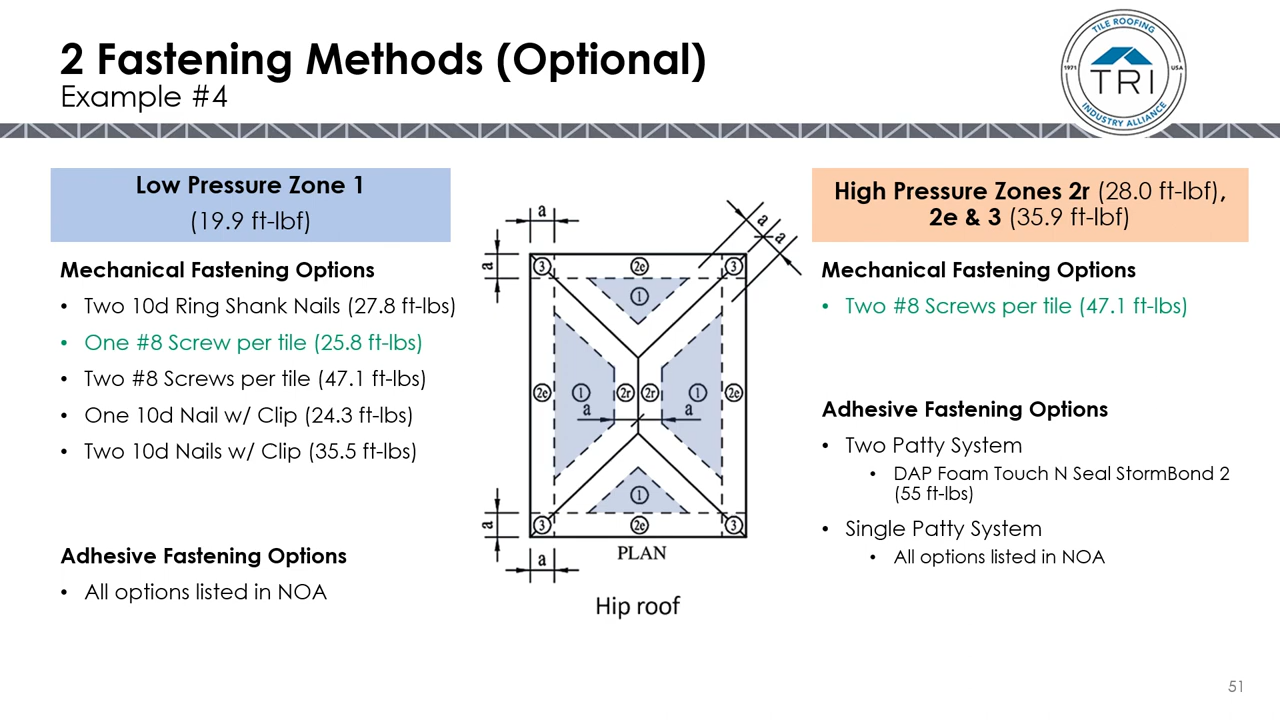 2 Fastening Methods (Optional)
Example #4
TILE ROOFING
1971 TRI USA
INDUSTRY ALLIANCE
Low Pressure Zone 1
(19.9 ft-lbf)
Mechanical Fastening Options
• Two 10d Ring Shank Nails (27.8 ft-lbs)
• One #8 Screw per tile (25.8 ft-lbs)
• Two #8 Screws per tile (47.1 ft-lbs)
• One 10d Nail w/ Clip (24.3 ft-lbs)
• Two 10d Nails w/ Clip (35.5 ft-lbs)
Adhesive Fastening Options
• All options listed in NOA
a
a
a
a
3 2e 3
1
2e 1 2r 2r 1 2e
a a
1
3 2e 3
a
a
PLAN
Hip roof
High Pressure Zones 2r (28.0 ft-lbf),
2e & 3 (35.9 ft-lbf)
Mechanical Fastening Options
• Two #8 Screws per tile (47.1 ft-lbs)
Adhesive Fastening Options
• Two Patty System
• DAP Foam Touch N Seal StormBond 2
(55 ft-lbs)
• Single Patty System
• All options listed in NOA
51